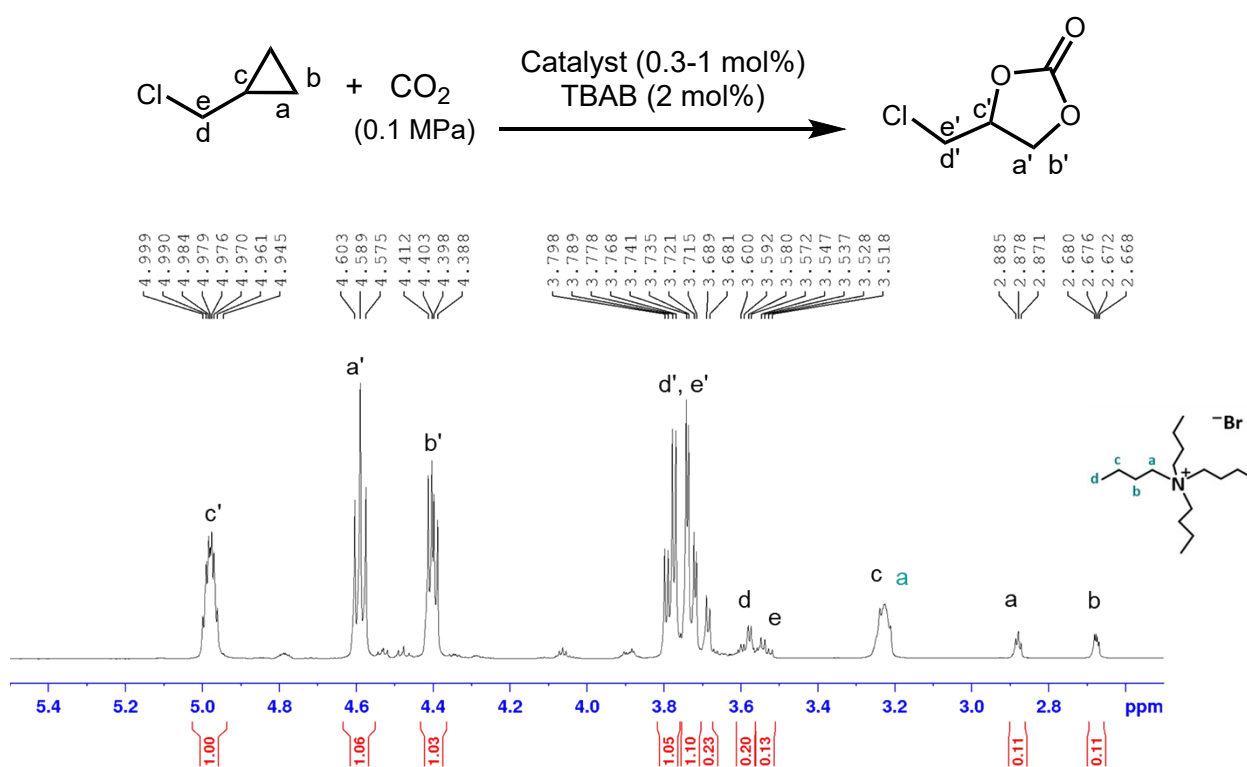 Cl e d c a b + CO2 (0.1 MPa)
Catalyst (0.3-1 mol%)
TBAB (2 mol%)
Cl e' d' c' a' b' O O O
4.999 4.990 4.984 4.979 4.976 4.970 4.961 4.945 4.603 4.589 4.575 4.412 4.403 4.398 4.388 3.798 3.789 3.778 3.768 3.741 3.735 3.721 3.715 3.689 3.681 3.600 3.592 3.580 3.572 3.547 3.537 3.528 3.518 2.885 2.878 2.871 2.680 2.676 2.672 2.668
c' a' b' d', e' d e c a a b
−Br
d c b a N+
5.4 5.2 5.0 4.8 4.6 4.4 4.2 4.0 3.8 3.6 3.4 3.2 3.0 2.8 ppm
1.00 1.06 1.03 1.05 1.10 0.23 0.20 0.13 0.11 0.11